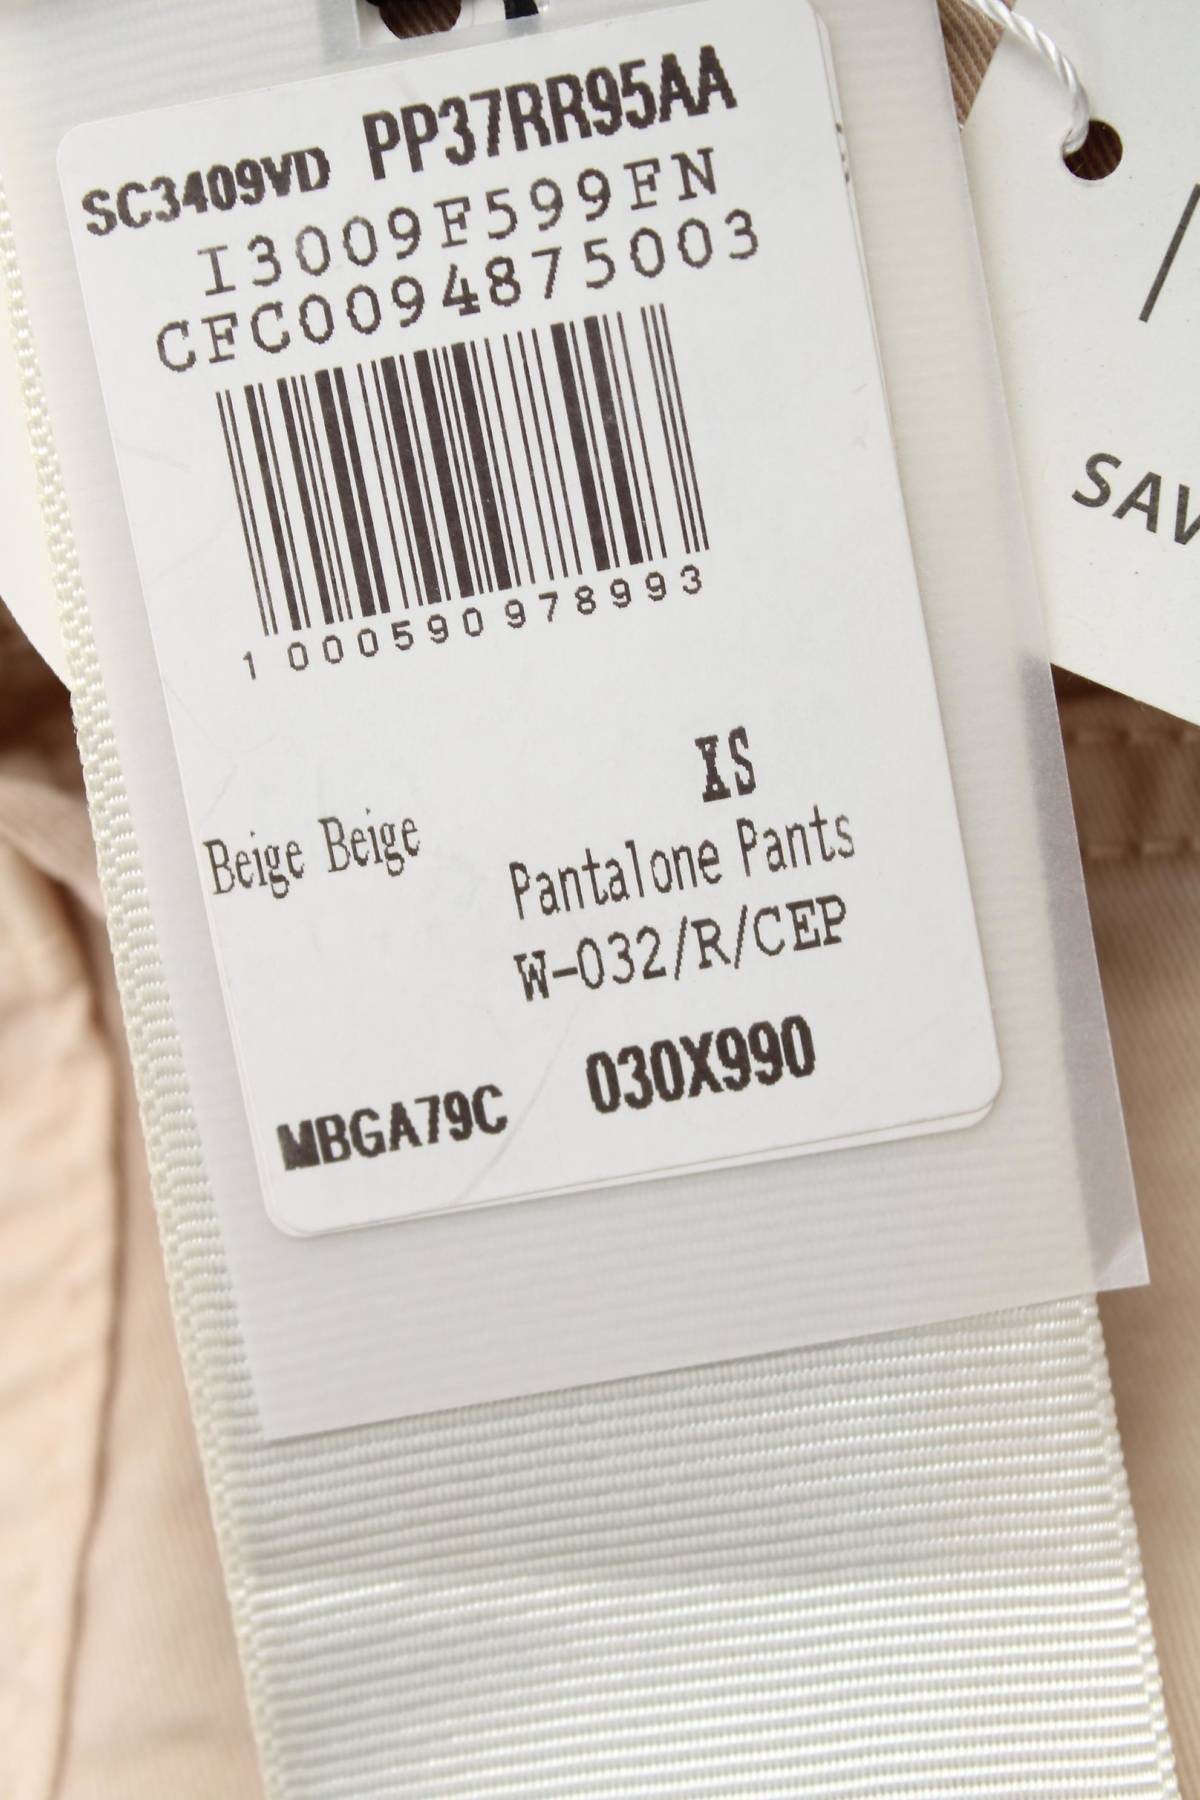 SC3409VD PP37RR95AA
I3009F599FN
CFC0094875003
1 000590 978993
XS
Beige Beige
Pantalone Pants
W-032/R/CEP
MBGA79C 030X990
SAV